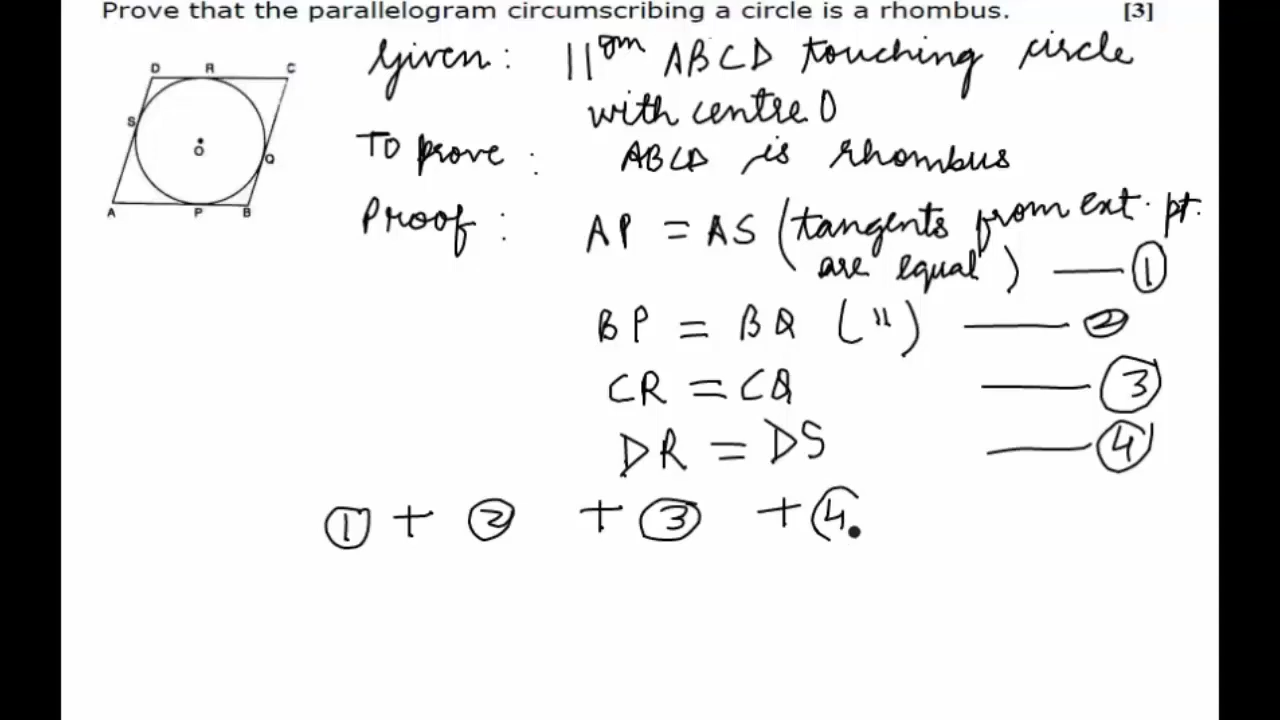 Prove that the parallelogram circumscribing a circle is a rhombus. [3]
D R C
S
O
Q
A P B
Given : ||gm ABCD touching circle
with centre O
To prove : ABCD is rhombus
Proof : AP = AS (tangents from ext. pt.
are equal) — ①
BP = BQ (") — ②
CR = CQ — ③
DR = DS — ④
① + ② + ③ + ④